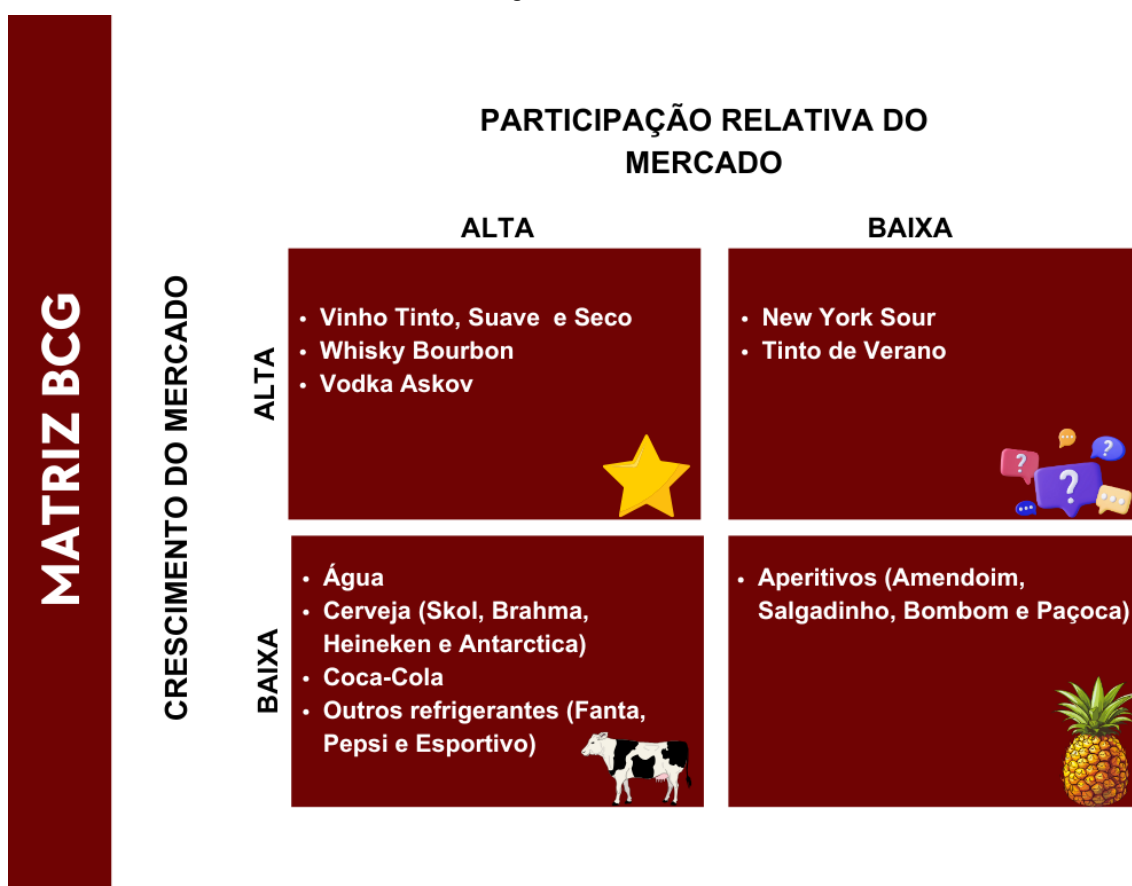 MATRIZ BCG
PARTICIPAÇÃO RELATIVA DO
MERCADO
ALTA
BAIXA
CRESCIMENTO DO MERCADO
ALTA
• Vinho Tinto, Suave e Seco
• Whisky Bourbon
• Vodka Askov
• New York Sour
• Tinto de Verano
?
?
?
BAIXA
• Água
• Cerveja (Skol, Brahma,
Heineken e Antarctica)
• Coca-Cola
• Outros refrigerantes (Fanta,
Pepsi e Esportivo)
• Aperitivos (Amendoim,
Salgadinho, Bombom e Paçoca)